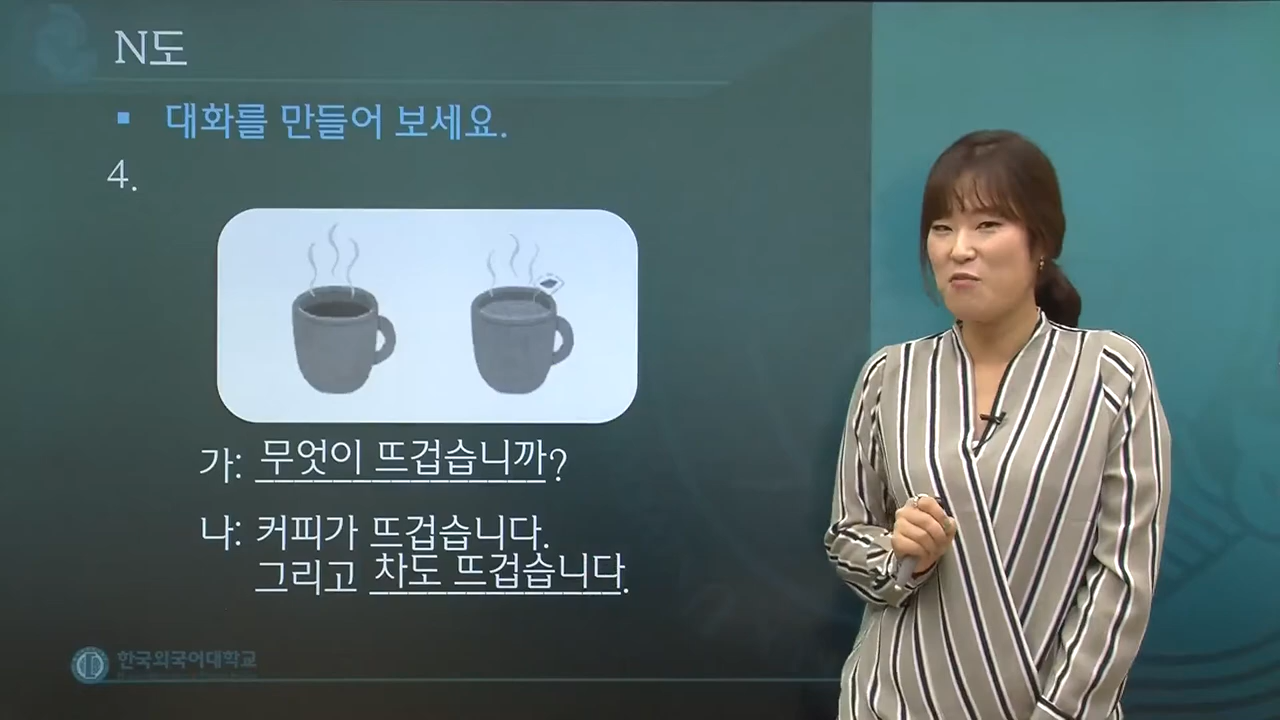 N도
▪ 대화를 만들어 보세요.
4.
가: 무엇이 뜨겁습니까?
나: 커피가 뜨겁습니다.
그리고 차도 뜨겁습니다.
한국외국어대학교